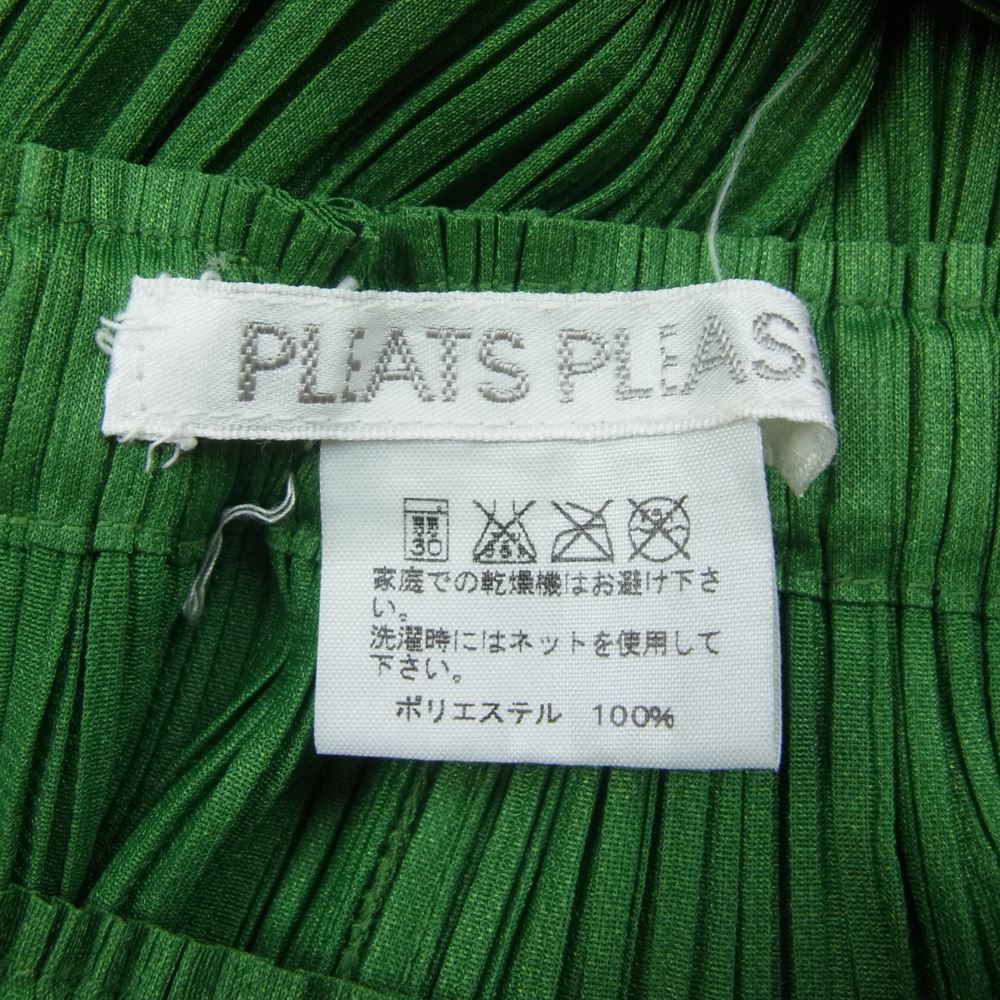 PLEATS PLEAS
弱
30
家庭での乾燥機はお避け下さ
い。
洗濯時にはネットを使用して
下さい。
ポリエステル 100%